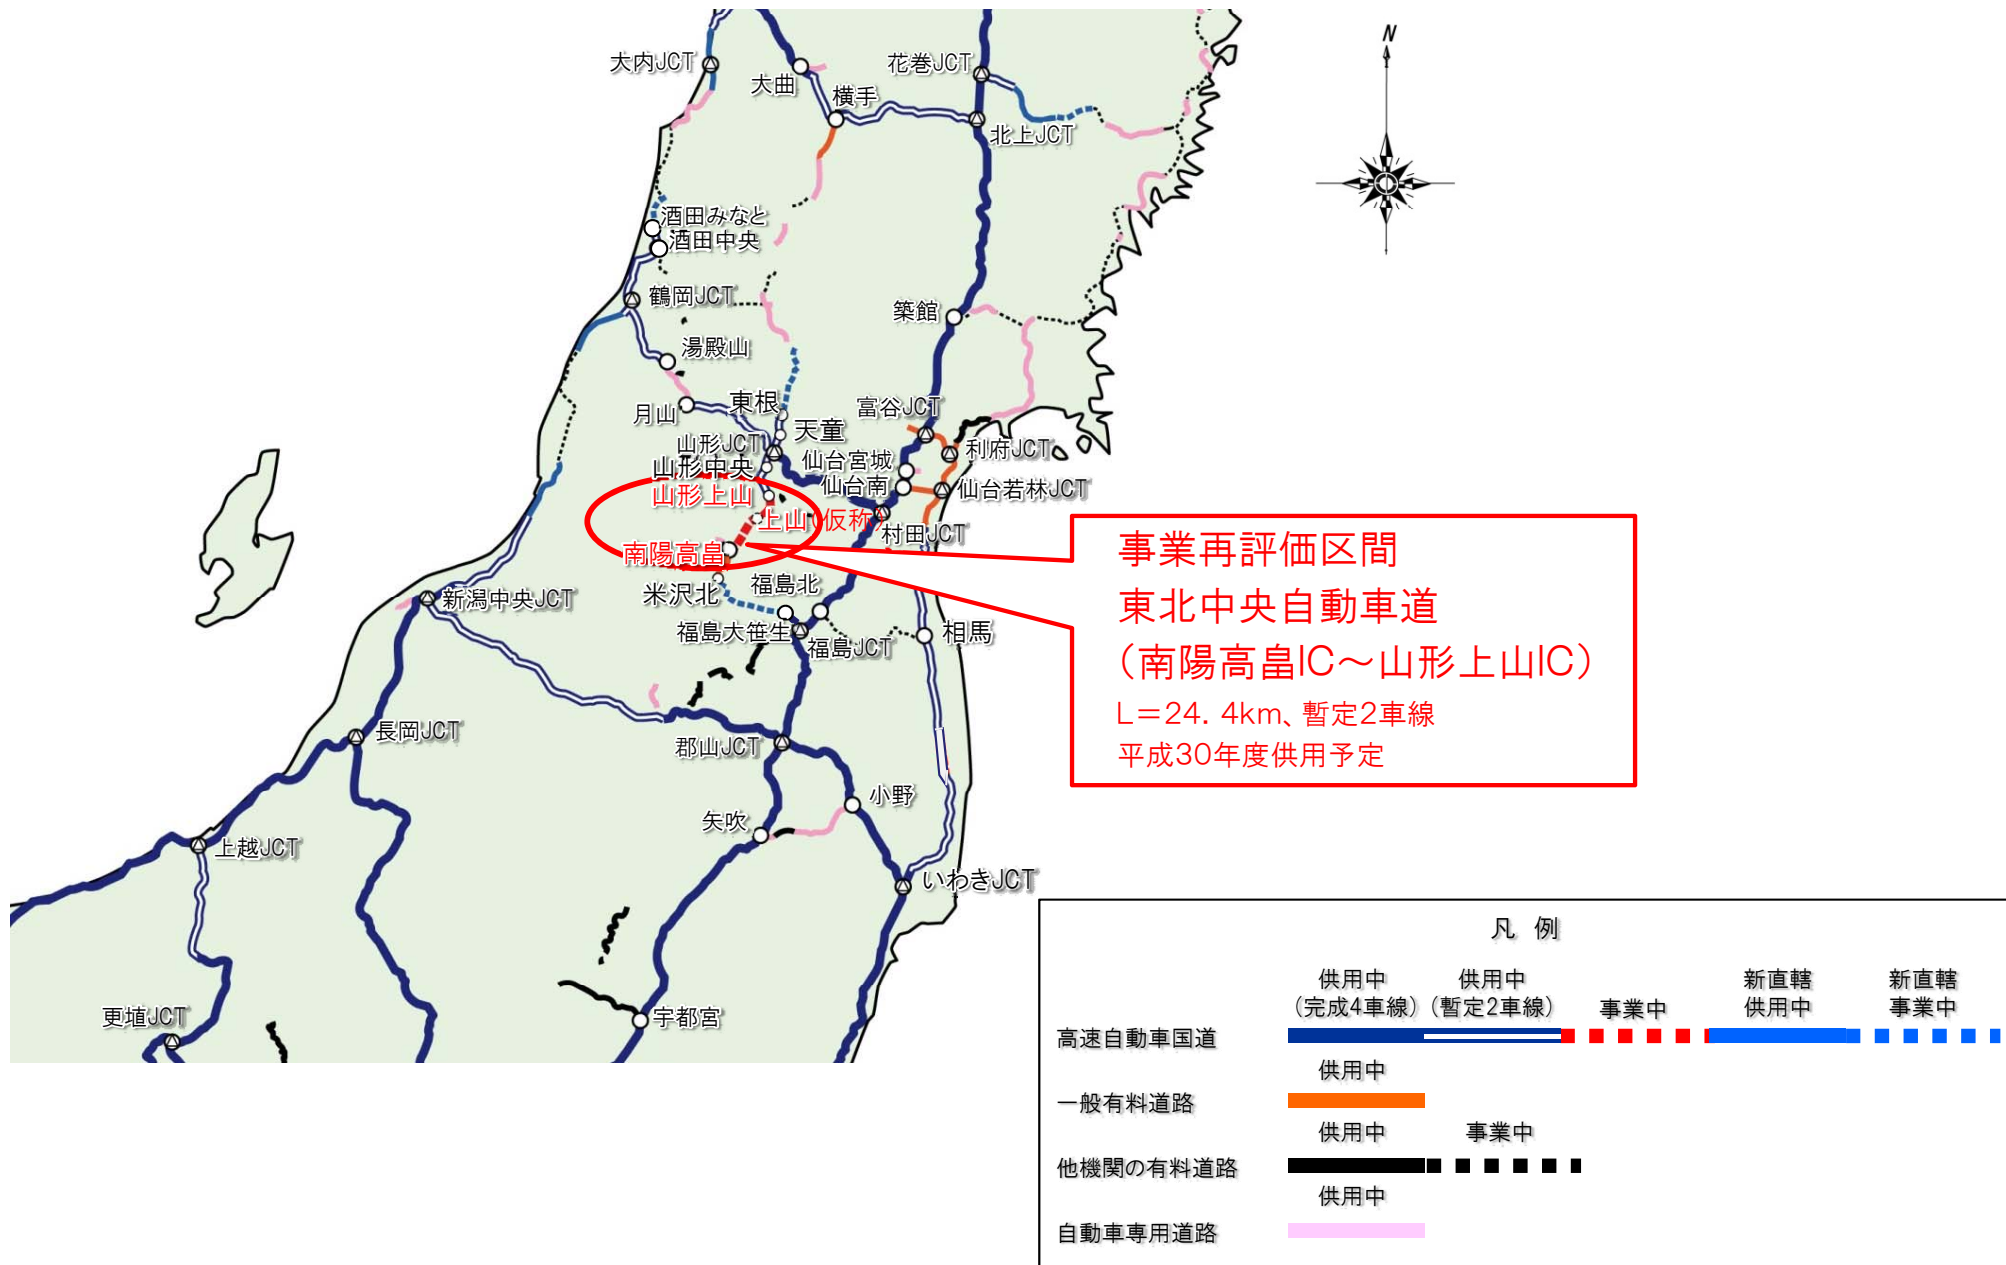 N
大内JCT
大曲
花巻JCT
横手
北上JCT
酒田みなと
酒田中央
鶴岡JCT
築館
湯殿山
月山
東根
富谷JCT
天童
山形JCT
利府JCT
山形中央
仙台宮城
山形上山
仙台南
仙台若林JCT
上山(仮称)
村田JCT
南陽高畠
米沢北
福島北
新潟中央JCT
福島大笹生
福島JCT
相馬
長岡JCT
郡山JCT
小野
矢吹
上越JCT
いわきJCT
更埴JCT
宇都宮
事業再評価区間
東北中央自動車道
(南陽高畠IC～山形上山IC)
L＝24．4km、暫定2車線
平成30年度供用予定
凡 例
供用中 供用中 新直轄 新直轄
(完成4車線) (暫定2車線) 事業中 供用中 事業中
高速自動車国道
供用中
一般有料道路
供用中 事業中
他機関の有料道路
供用中
自動車専用道路